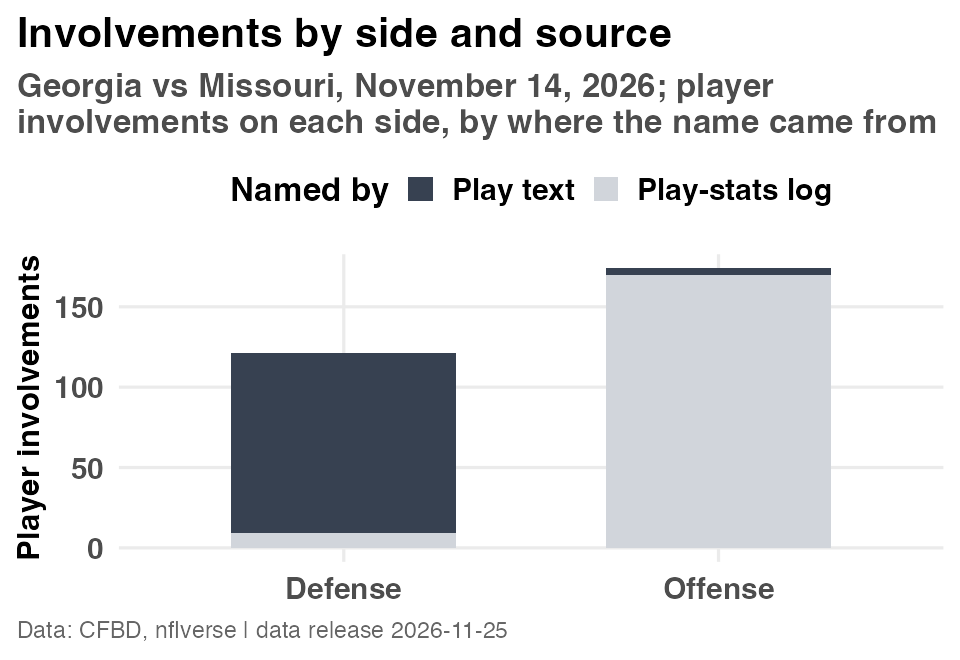 Involvements by side and source
Georgia vs Missouri, November 14, 2026; player
involvements on each side, by where the name came from
Named by Play text Play-stats log
Player involvements
150
100
50
0
Defense Offense
Data: CFBD, nflverse | data release 2026-11-25